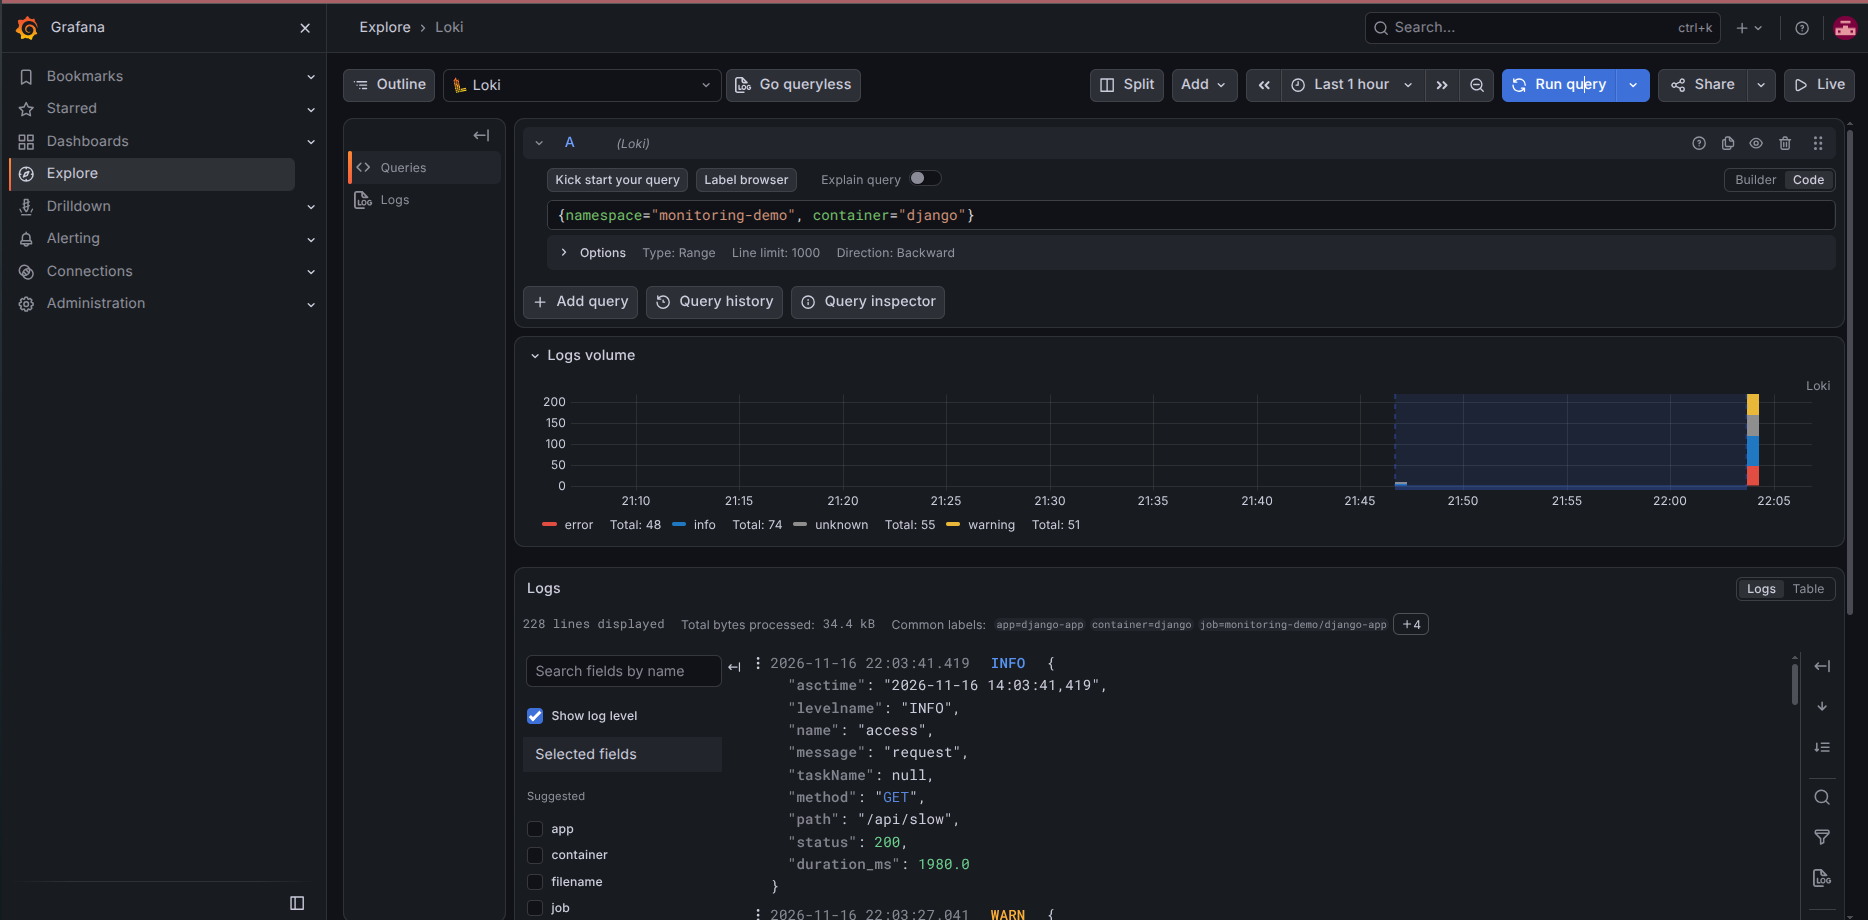 Grafana
Explore › Loki
Search...
ctrl+k
Bookmarks
Starred
Dashboards
Explore
Drilldown
Alerting
Connections
Administration
Outline
Loki
Go queryless
Split
Add
Last 1 hour
Run query
Share
Live
Queries
Logs
A (Loki)
Kick start your query
Label browser
Explain query
Builder
Code
{namespace="monitoring-demo", container="django"}
Options Type: Range Line limit: 1000 Direction: Backward
Add query
Query history
Query inspector
Logs volume
Loki
200
150
100
50
0
21:10 21:15 21:20 21:25 21:30 21:35 21:40 21:45 21:50 21:55 22:00 22:05
error Total: 48 info Total: 74 unknown Total: 55 warning Total: 51
Logs
Logs
Table
228 lines displayed Total bytes processed: 34.4 kB Common labels: app=django-app container=django job=monitoring-demo/django-app +4
Search fields by name
Show log level
Selected fields
Suggested
app
container
filename
job
2026-11-16 22:03:41.419 INFO {
"asctime": "2026-11-16 14:03:41,419",
"levelname": "INFO",
"name": "access",
"message": "request",
"taskName": null,
"method": "GET",
"path": "/api/slow",
"status": 200,
"duration_ms": 1980.0
}
2026-11-16 22:03:27.041 WARN {
LOG
LOG
LOG